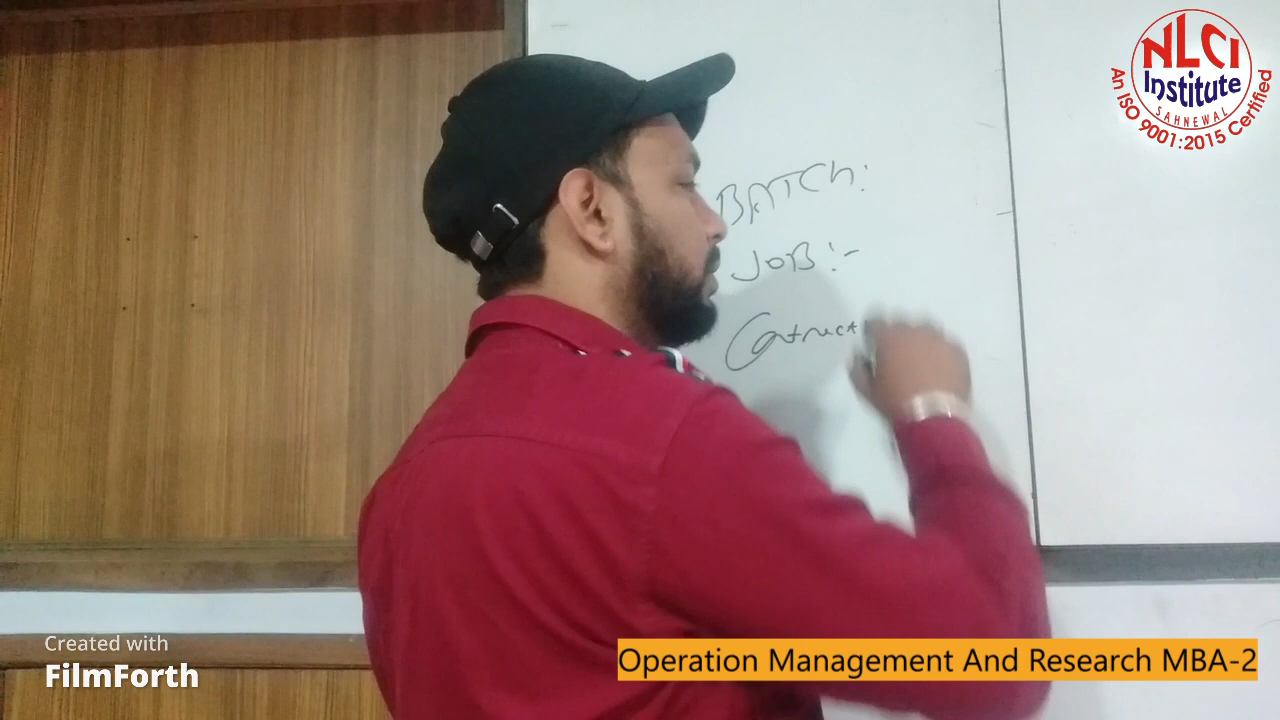 NLCI
Institute
SAHNEWAL
An ISO 9001:2015 Certified
BATCh:
JOB:-
Contract
Created with
FilmForth
Operation Management And Research MBA-2